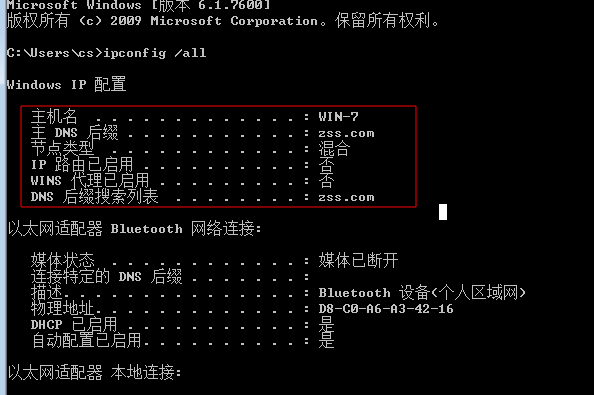 Microsoft Windows [版本 6.1.7600]
版权所有 (c) 2009 Microsoft Corporation。保留所有权利。
C:\Users\cs>ipconfig /all
Windows IP 配置
主机名 . . . . . . . . . . . . . : WIN-7
主 DNS 后缀 . . . . . . . . . . . : zss.com
节点类型 . . . . . . . . . . . . : 混合
IP 路由已启用 . . . . . . . . . . : 否
WINS 代理已启用 . . . . . . . . . : 否
DNS 后缀搜索列表 . . . . . . . . : zss.com
以太网适配器 Bluetooth 网络连接:
媒体状态 . . . . . . . . . . . . : 媒体已断开
连接特定的 DNS 后缀 . . . . . . . :
描述. . . . . . . . . . . . . . . : Bluetooth 设备(个人区域网)
物理地址. . . . . . . . . . . . . : D8-C0-A6-A3-42-16
DHCP 已启用 . . . . . . . . . . . : 是
自动配置已启用. . . . . . . . . . : 是
以太网适配器 本地连接: